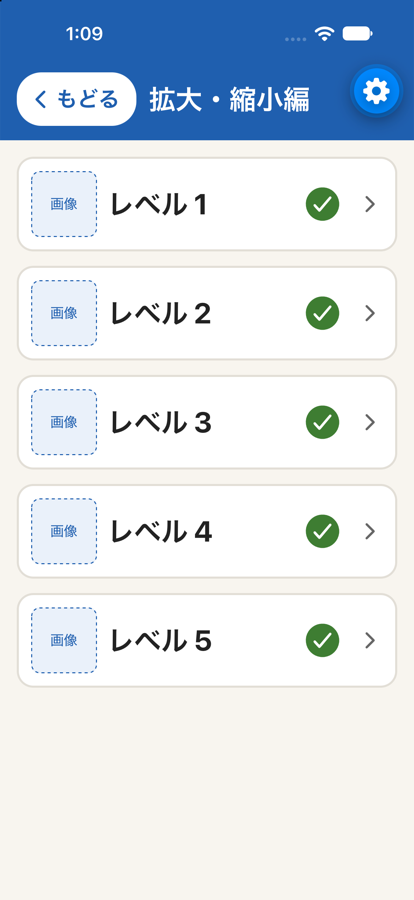 1:09
もどる
拡大・縮小編
画像
レベル 1
画像
レベル 2
画像
レベル 3
画像
レベル 4
画像
レベル 5